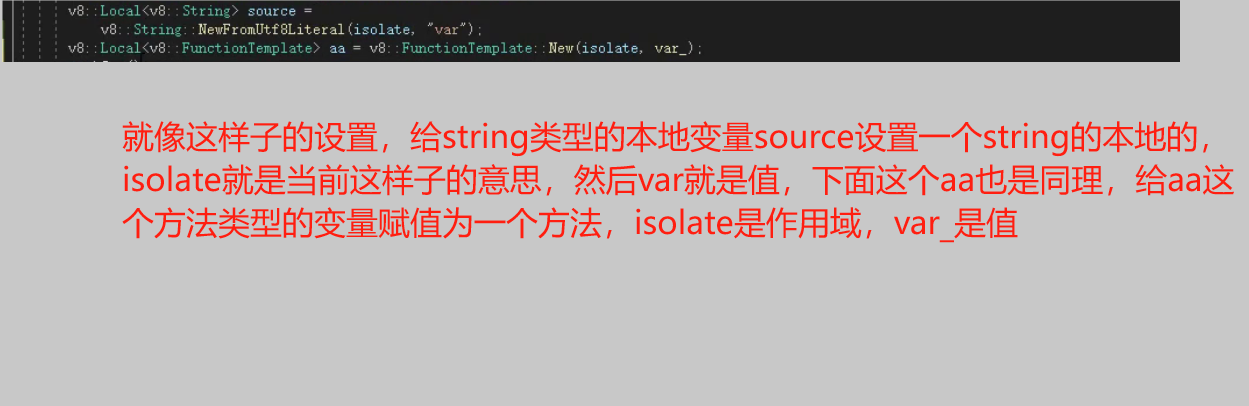 v8::Local<v8::String> source =
v8::String::NewFromUtf8Literal(isolate, "var");
v8::Local<v8::FunctionTemplate> aa = v8::FunctionTemplate::New(isolate, var_);
就像这样子的设置，给string类型的本地变量source设置一个string的本地的，
isolate就是当前这样子的意思，然后var就是值，下面这个aa也是同理，给aa这
个方法类型的变量赋值为一个方法，isolate是作用域，var_是值